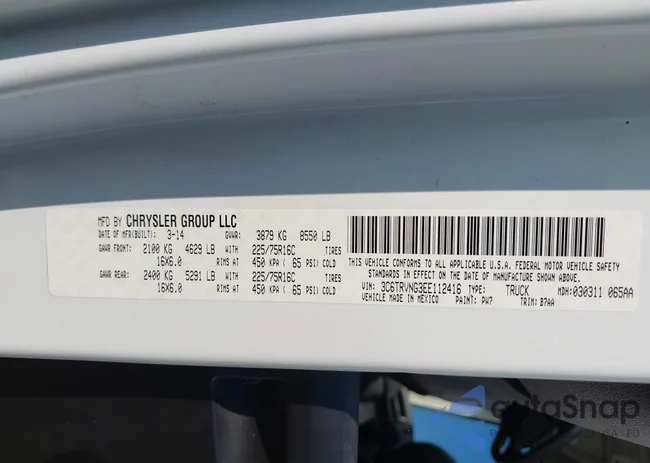 MFD BY CHRYSLER GROUP LLC
DATE OF MFR(BUILT): 3-14 GVWR: 3879 KG 8550 LB
GAWR FRONT: 2100 KG 4629 LB WITH 225/75R16C TIRES
16X6.0 RIMS AT 450 KPA ( 65 PSI) COLD
GAWR REAR: 2400 KG 5291 LB WITH 225/75R16C TIRES
16X6.0 RIMS AT 450 KPA ( 65 PSI) COLD
THIS VEHICLE CONFORMS TO ALL APPLICABLE U.S.A. FEDERAL MOTOR VEHICLE SAFETY
STANDARDS IN EFFECT ON THE DATE OF MANUFACTURE SHOWN ABOVE.
VIN: 3C6TRVNG3EE112416 TYPE: TRUCK MDH: 030311 065AA
VEHICLE MADE IN MEXICO PAINT: PW7 TRIM: B7AA
autoSnap